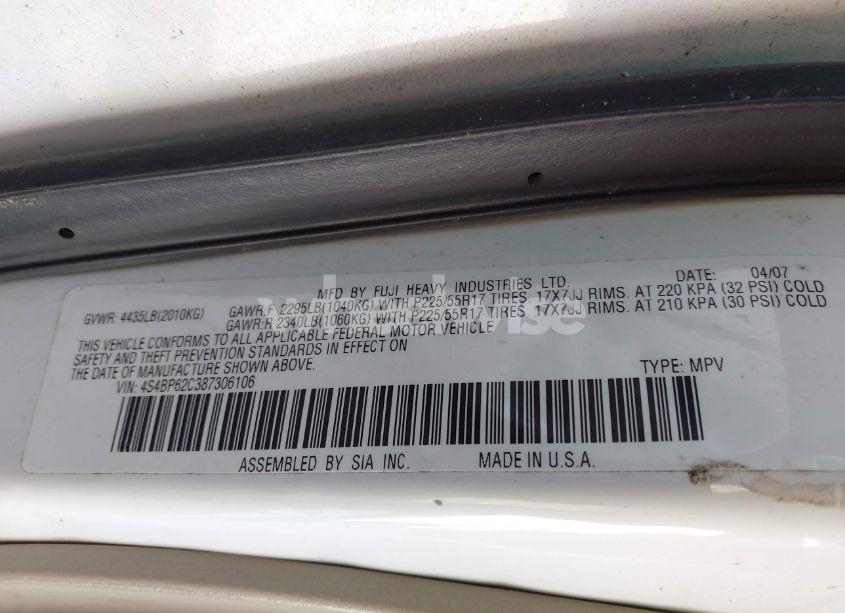 MFD. BY FUJI HEAVY INDUSTRIES LTD. DATE: 04/07
GVWR: 4435LB(2010KG) GAWR:F 2295LB(1040KG) WITH P225/55R17 TIRES, 17X7JJ RIMS. AT 220 KPA (32 PSI) COLD
GAWR:R 2340LB(1060KG) WITH P225/55R17 TIRES, 17X7JJ RIMS. AT 210 KPA (30 PSI) COLD
THIS VEHICLE CONFORMS TO ALL APPLICABLE FEDERAL MOTOR VEHICLE
SAFETY AND THEFT PREVENTION STANDARDS IN EFFECT ON
THE DATE OF MANUFACTURE SHOWN ABOVE.
VIN: 4S4BP62C387306106 TYPE: MPV
ASSEMBLED BY SIA INC. MADE IN U.S.A.